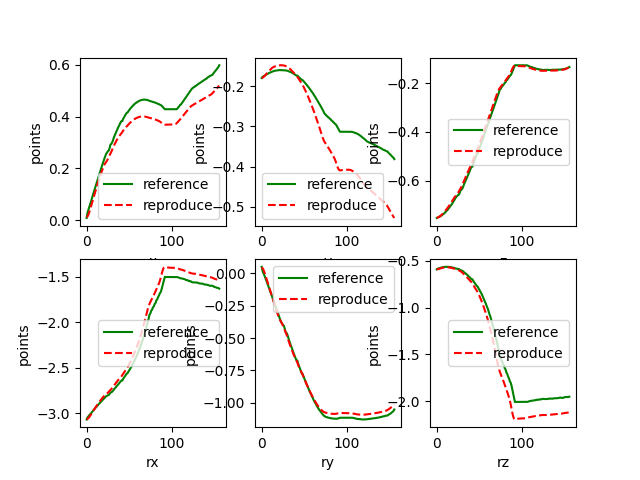 0.6
0.4
0.2
0.0
points
0 100
reference
reproduce
-0.2
-0.3
-0.4
-0.5
points
0 100
reference
reproduce
-0.2
-0.4
-0.6
points
0 100
reference
reproduce
-1.5
-2.0
-2.5
-3.0
points
0 100
rx
reference
reproduce
0.00
-0.25
-0.50
-0.75
-1.00
points
0 100
ry
reference
reproduce
-0.5
-1.0
-1.5
-2.0
points
0 100
rz
reference
reproduce